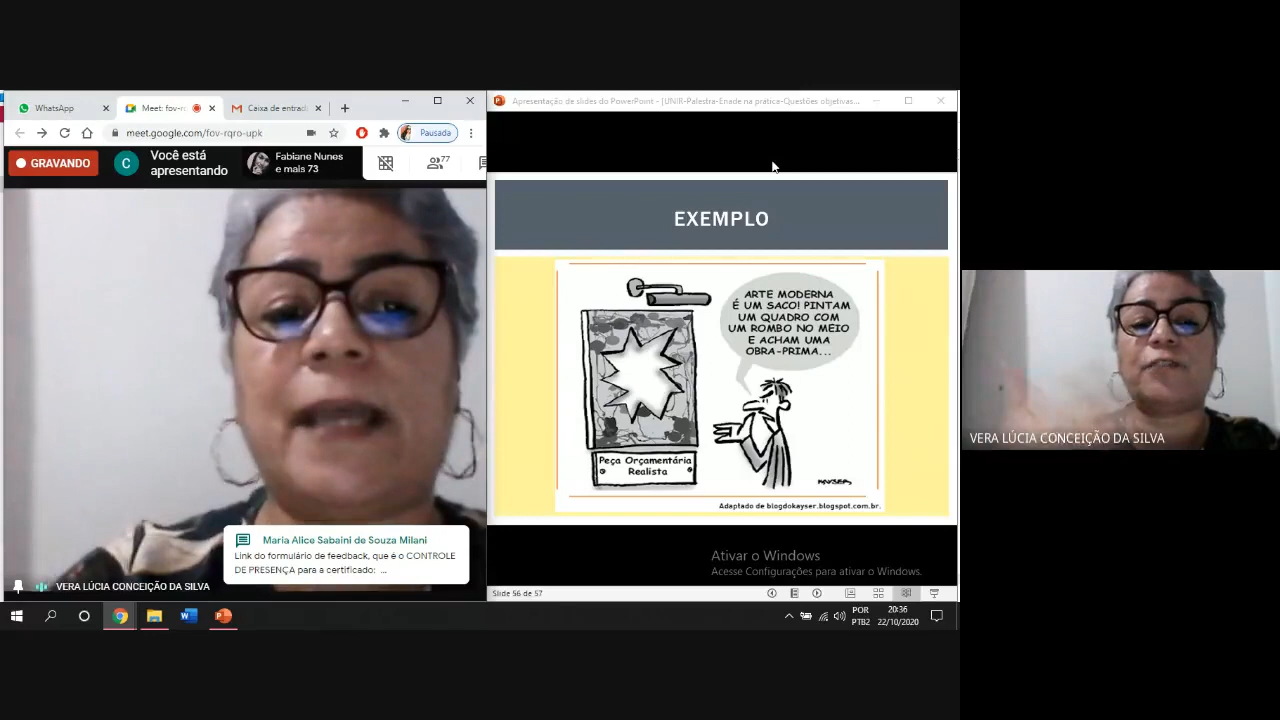 WhatsApp
Meet: fov-rq
Caixa de entrad
meet.google.com/fov-rqro-upk
Pausada
GRAVANDO
C
Você está
apresentando
Fabiane Nunes
e mais 73
77
Maria Alice Sabaini de Souza Milani
Link do formulário de feedback, que é o CONTROLE
DE PRESENÇA para a certificado: ...
VERA LÚCIA CONCEIÇÃO DA SILVA
Apresentação de slides do PowerPoint - [UNIR-Palestra-Enade na prática-Questões objetivas...
EXEMPLO
ARTE MODERNA
É UM SACO! PINTAM
UM QUADRO COM
UM ROMBO NO MEIO
E ACHAM UMA
OBRA-PRIMA...
Peça Orçamentária
Realista
KAYSER
Adaptado de blogdokayser.blogspot.com.br.
Ativar o Windows
Acesse Configurações para ativar o Windows.
Slide 56 de 57
POR
PTB2
20:36
22/10/2020
VERA LÚCIA CONCEIÇÃO DA SILVA